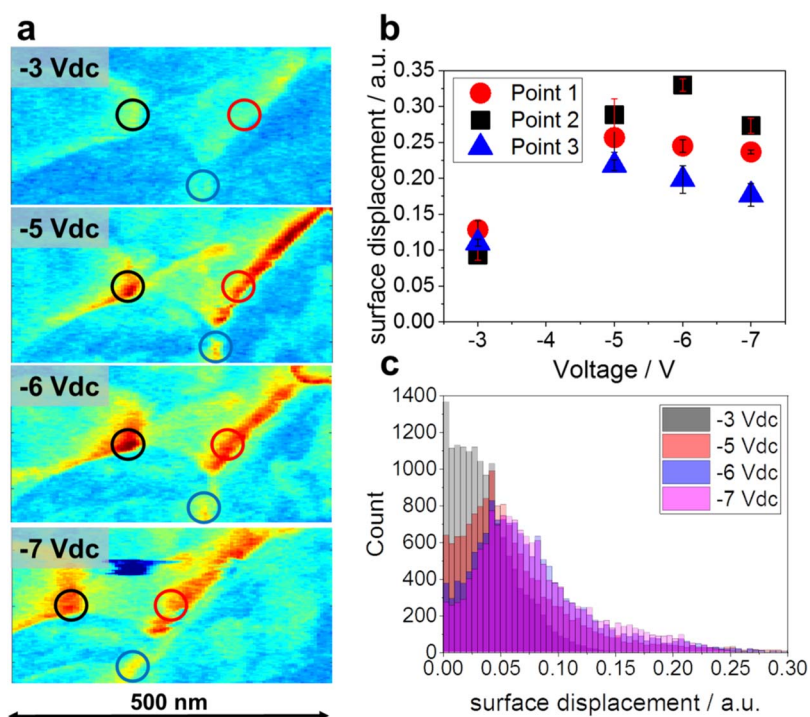 a
-3 Vdc
-5 Vdc
-6 Vdc
-7 Vdc
500 nm
b
surface displacement / a.u.
0.35
0.30
0.25
0.20
0.15
0.10
0.05
0.00
Point 1
Point 2
Point 3
-3 -4 -5 -6 -7
Voltage / V
c
Count
1400
1200
1000
800
600
400
200
0
-3 Vdc
-5 Vdc
-6 Vdc
-7 Vdc
0.00 0.05 0.10 0.15 0.20 0.25 0.30
surface displacement / a.u.